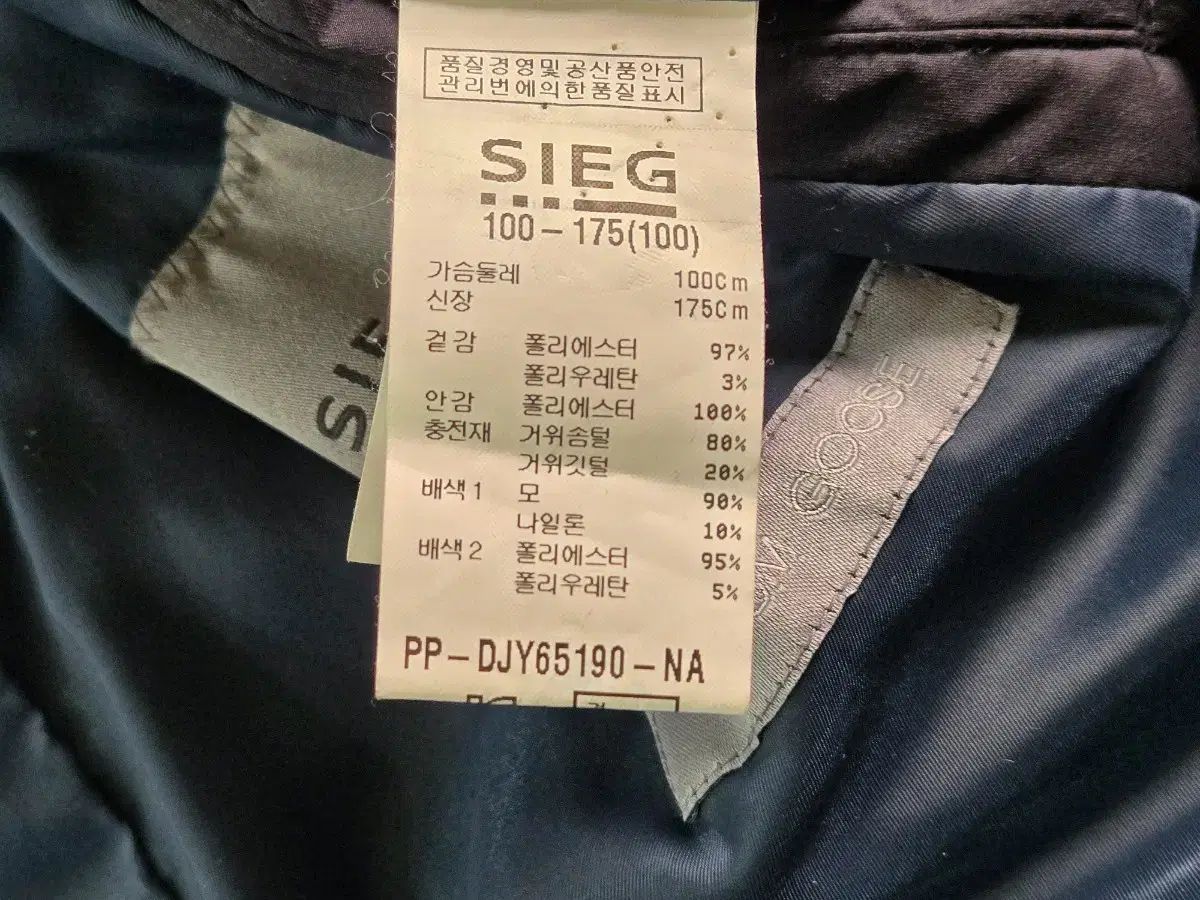 품질경영및공산품안전
관리번에의한품질표시
SIEG
100-175(100)
가슴둘레 100Cm
신장 175Cm
겉감 폴리에스터 97%
폴리우레탄 3%
안감 폴리에스터 100%
충전재 거위솜털 80%
거위깃털 20%
배색1 모 90%
나일론 10%
배색2 폴리에스터 95%
폴리우레탄 5%
PP-DJY65190-NA
GOOSE